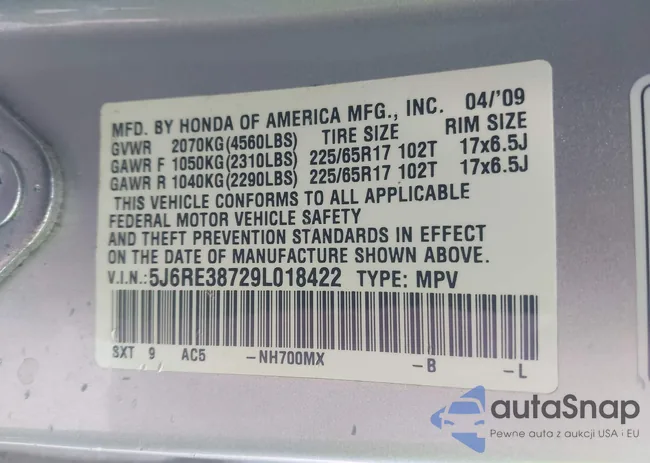 MFD. BY HONDA OF AMERICA MFG., INC. 04/'09
GVWR 2070KG(4560LBS) TIRE SIZE RIM SIZE
GAWR F 1050KG(2310LBS) 225/65R17 102T 17x6.5J
GAWR R 1040KG(2290LBS) 225/65R17 102T 17x6.5J
THIS VEHICLE CONFORMS TO ALL APPLICABLE
FEDERAL MOTOR VEHICLE SAFETY
AND THEFT PREVENTION STANDARDS IN EFFECT
ON THE DATE OF MANUFACTURE SHOWN ABOVE.
V.I.N.:5J6RE38729L018422 TYPE: MPV
SXT 9 AC5 -NH700MX -B -L
autaSnap
Pewne auta z aukcji USA i EU